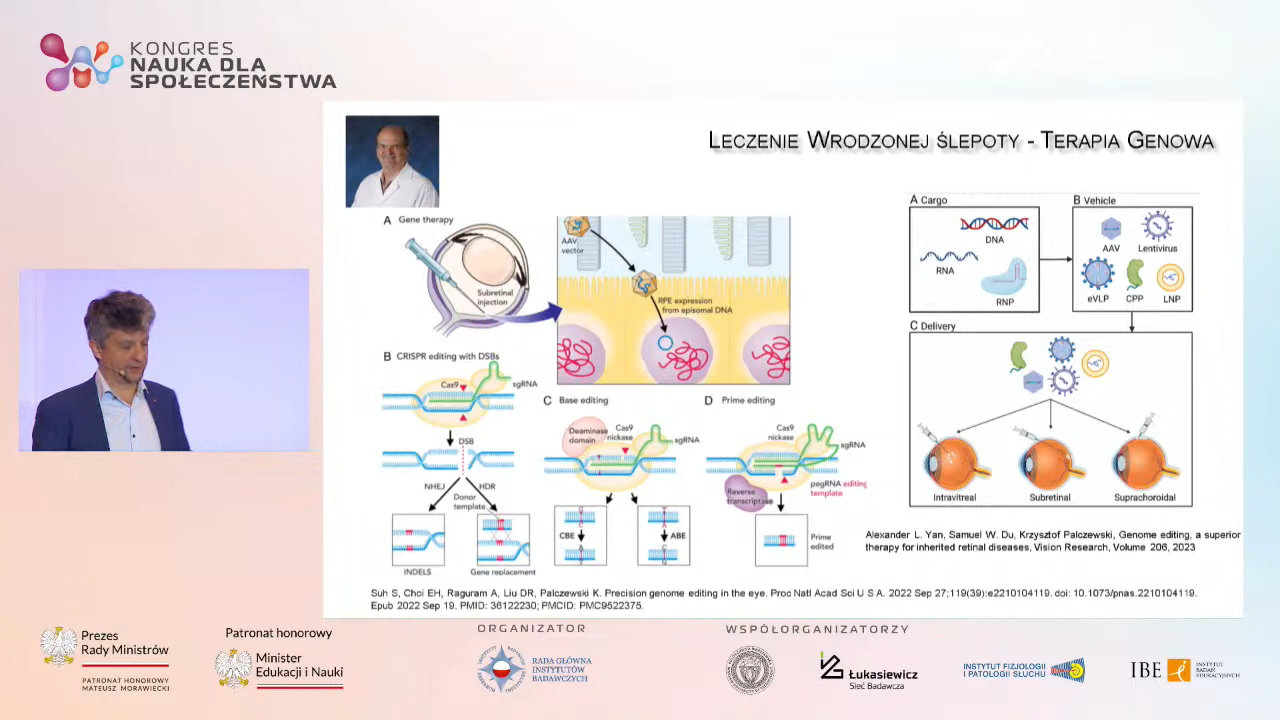 KONGRES
NAUKA DLA
SPOŁECZEŃSTWA
LECZENIE WRODZONEJ ŚLEPOTY - TERAPIA GENOWA
A Gene therapy
Subretinal
injection
AAV
vector
RPE expression
from episomal DNA
B CRISPR editing with DSBs
Cas9
sgRNA
DSB
NHEJ
HDR
Donor
template
INDELS
Gene replacement
C Base editing
Deaminase
domain
Cas9
nickase
sgRNA
CBE
ABE
D Prime editing
Cas9
nickase
sgRNA
Reverse
transcriptase
pegRNA editing
template
Prime
edited
A Cargo
DNA
RNA
RNP
B Vehicle
AAV
Lentivirus
eVLP
CPP
LNP
C Delivery
Intravitreal
Subretinal
Suprachoroidal
Alexander L. Yan, Samuel W. Du, Krzysztof Palczewski, Genome editing, a superior
therapy for inherited retinal diseases, Vision Research, Volume 206, 2023
Suh S, Choi EH, Raguram A, Liu DR, Palczewski K. Precision genome editing in the eye. Proc Natl Acad Sci U S A. 2022 Sep 27;119(39):e2210104119. doi: 10.1073/pnas.2210104119.
Epub 2022 Sep 19. PMID: 36122230; PMCID: PMC9522375.
Prezes
Rady Ministrów
PATRONAT HONOROWY
MATEUSZ MORAWIECKI
Patronat honorowy
Minister
Edukacji i Nauki
ORGANIZATOR
RADA GŁÓWNA
INSTYTUTÓW
BADAWCZYCH
WSPÓŁORGANIZATORZY
Łukasiewicz
Sieć Badawcza
INSTYTUT FIZJOLOGII
I PATOLOGII SŁUCHU
IBE
INSTYTUT
BADAŃ
EDUKACYJNYCH